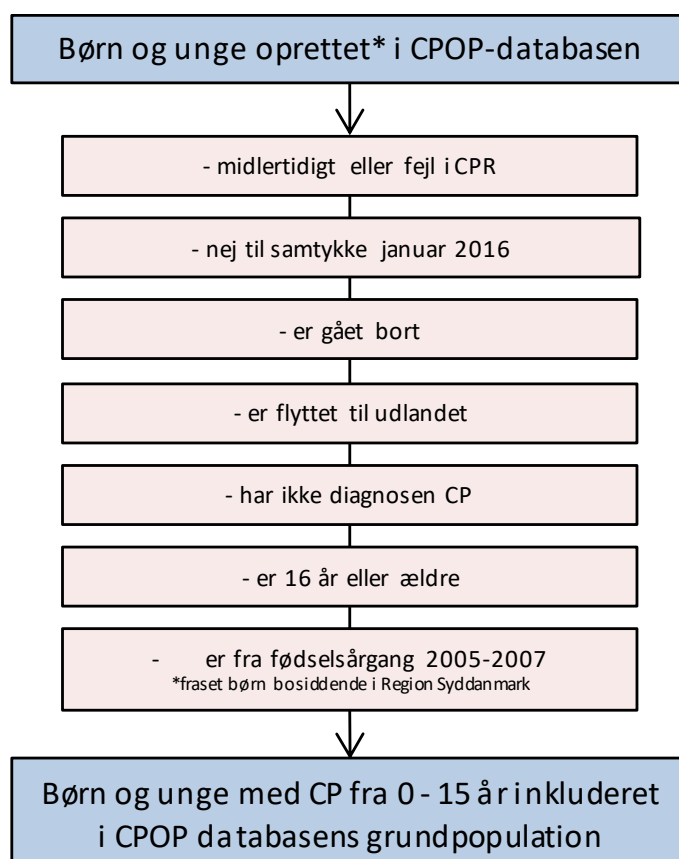 Børn og unge oprettet* i CPOP-databasen
- midlertidigt eller fejl i CPR
- nej til samtykke januar 2016
- er gået bort
- er flyttet til udlandet
- har ikke diagnosen CP
- er 16 år eller ældre
- er fra fødselsårgang 2005-2007
*fraset børn bosiddende i Region Syddanmark
Børn og unge med CP fra 0 - 15 år inkluderet
i CPOP databasens grundpopulation